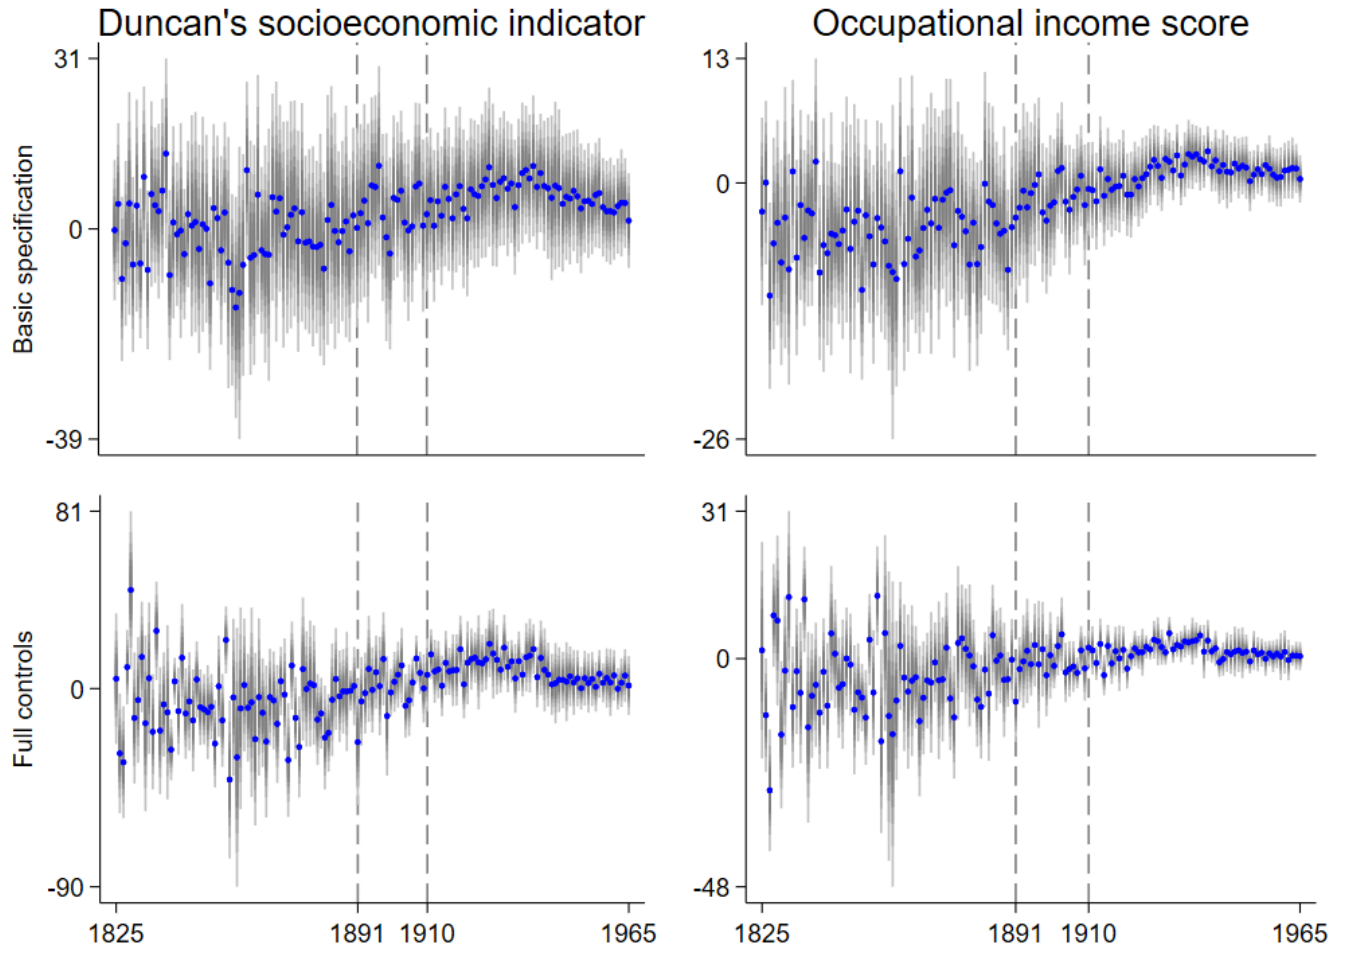 Duncan's socioeconomic indicator
Occupational income score
Basic specification
31
0
-39
13
0
-26
Full controls
81
0
-90
1825 1891 1910 1965
31
0
-48
1825 1891 1910 1965